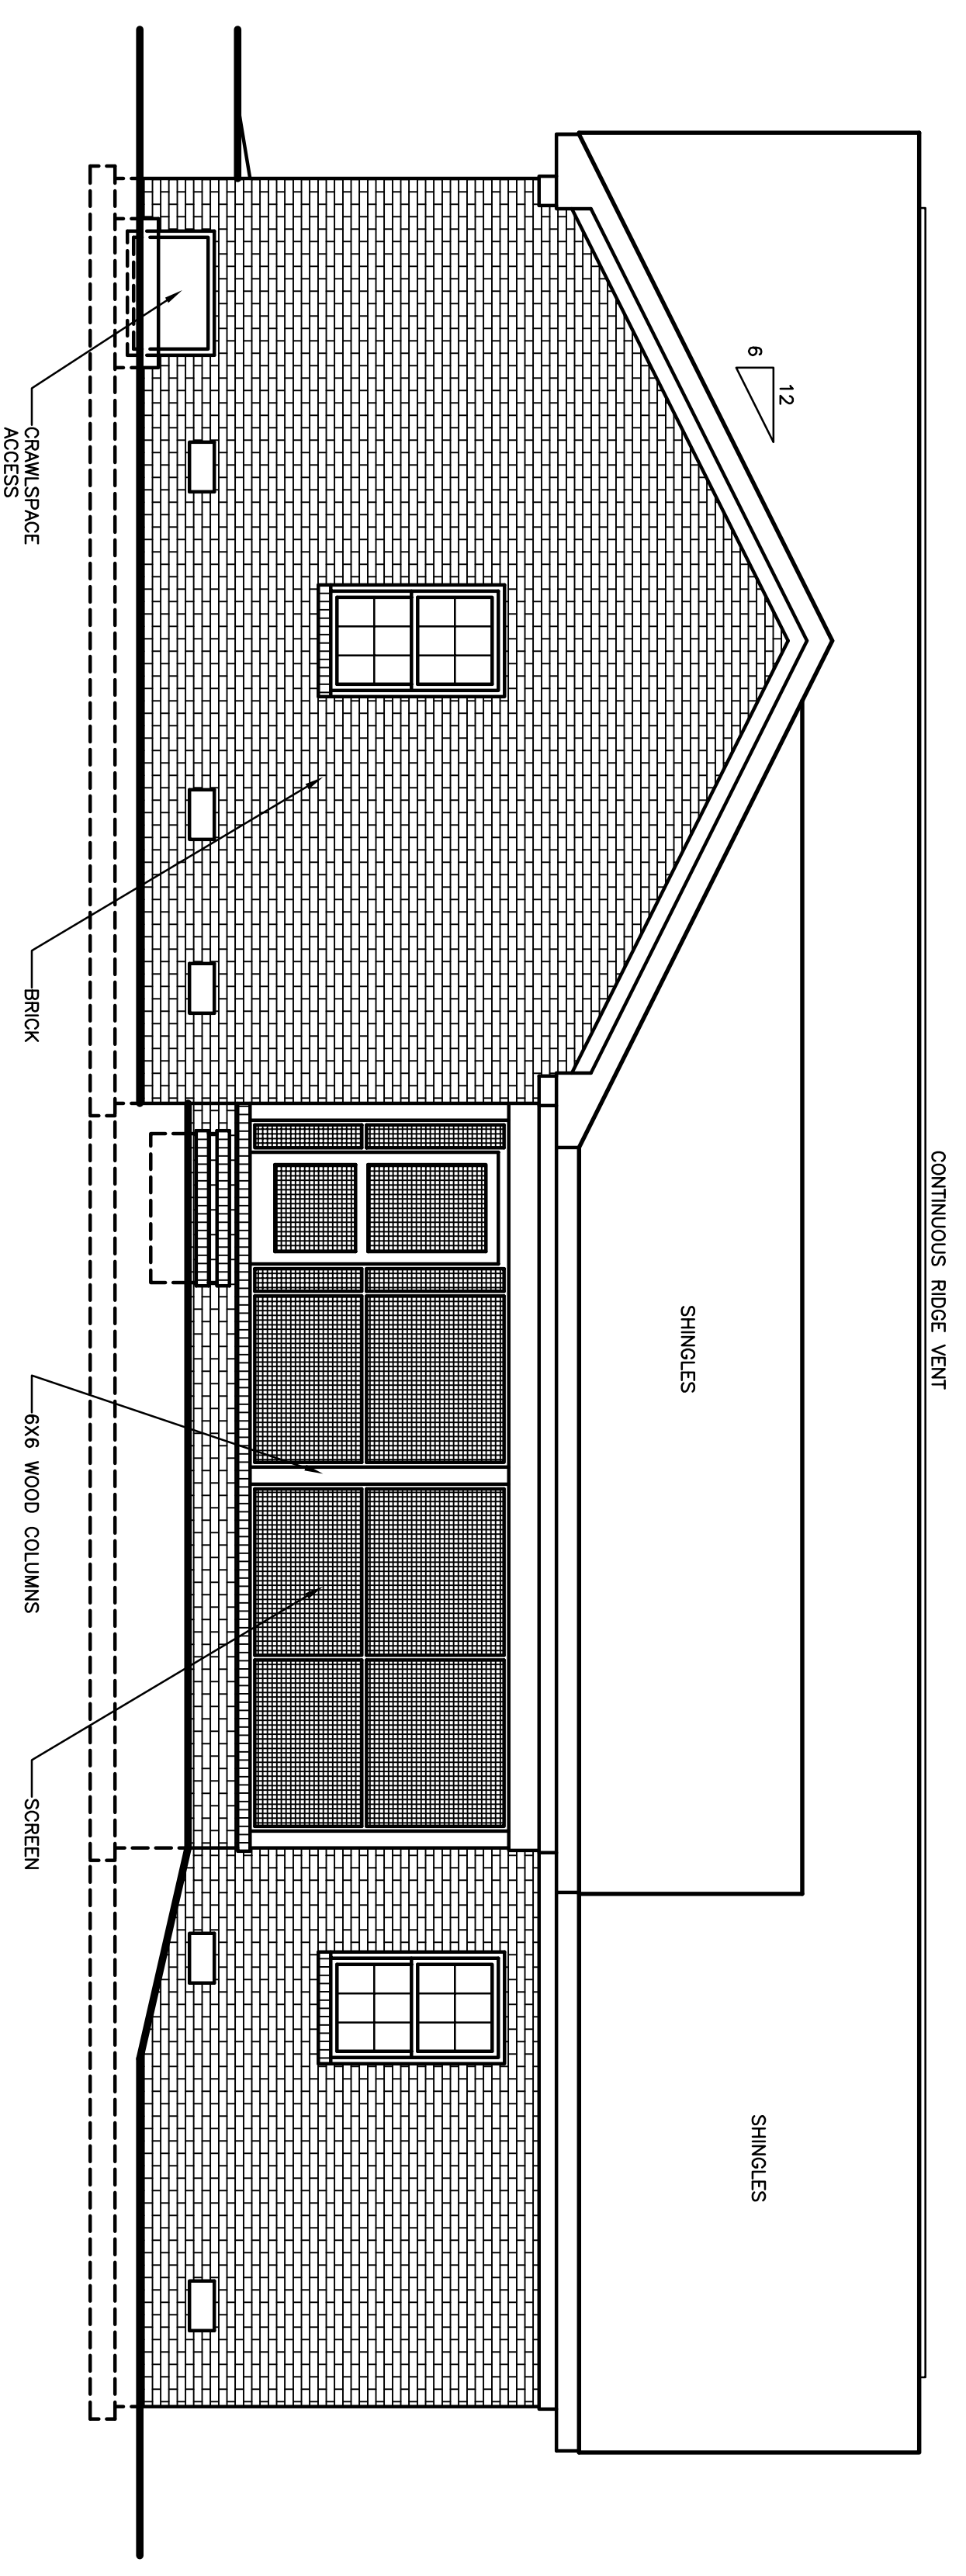 CONTINUOUS RIDGE VENT
12
6
SHINGLES
SHINGLES
CRAWLSPACE
ACCESS
BRICK
6X6 WOOD COLUMNS
SCREEN